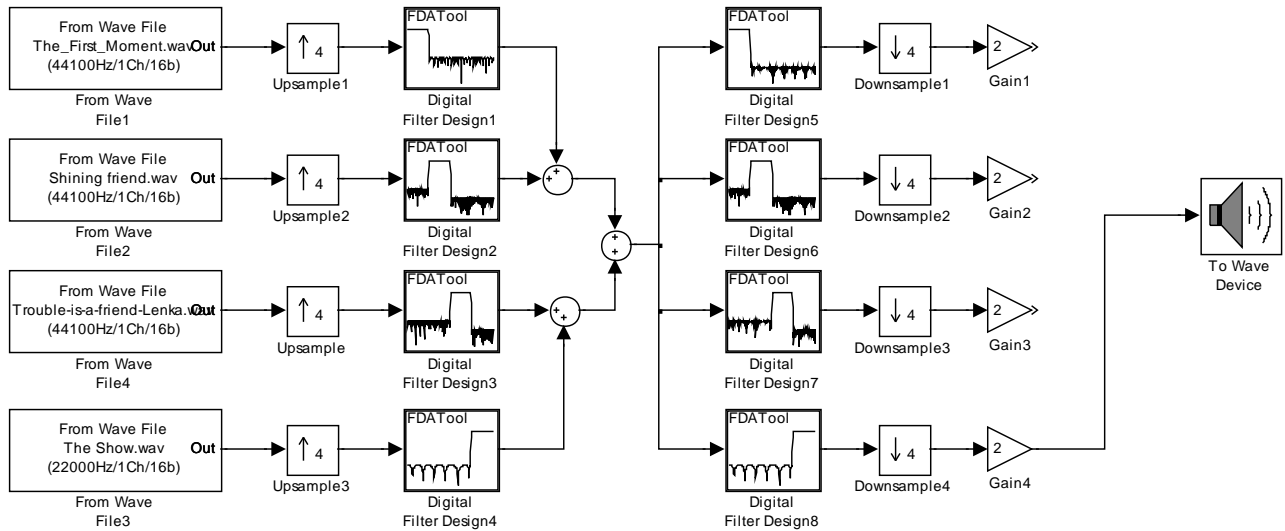 From Wave File
The_First_Moment.wav
Out
(44100Hz/1Ch/16b)
From Wave
File1
↑ 4
Upsample1
FDATool
Digital
Filter Design1
FDATool
Digital
Filter Design5
↓ 4
Downsample1
2
Gain1
From Wave File
Shining friend.wav
Out
(44100Hz/1Ch/16b)
From Wave
File2
↑ 4
Upsample2
FDATool
Digital
Filter Design2
+
+
FDATool
Digital
Filter Design6
↓ 4
Downsample2
2
Gain2
+
+
To Wave
Device
From Wave File
Trouble-is-a-friend-Lenka.wav
Out
(44100Hz/1Ch/16b)
From Wave
File4
↑ 4
Upsample
FDATool
Digital
Filter Design3
+
+
FDATool
Digital
Filter Design7
↓ 4
Downsample3
2
Gain3
From Wave File
The Show.wav
Out
(22000Hz/1Ch/16b)
From Wave
File3
↑ 4
Upsample3
FDATool
Digital
Filter Design4
FDATool
Digital
Filter Design8
↓ 4
Downsample4
2
Gain4